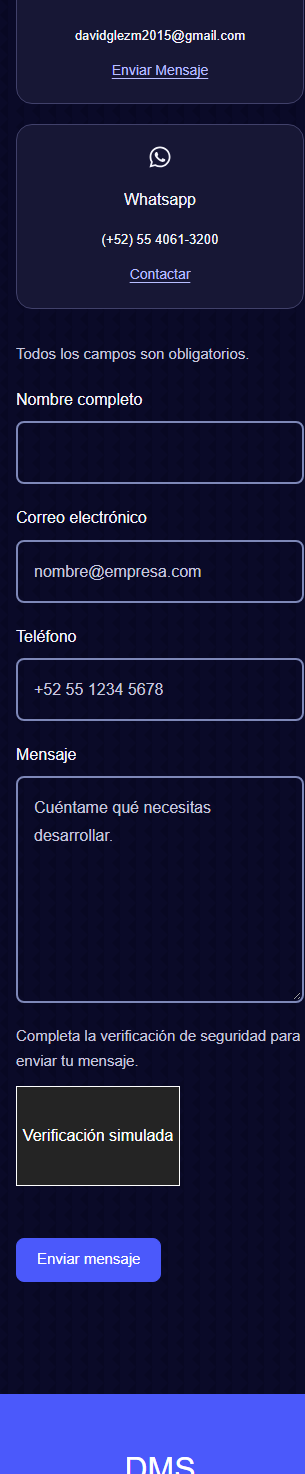 davidglezm2015@gmail.com
Enviar Mensaje
Whatsapp
(+52) 55 4061-3200
Contactar
Todos los campos son obligatorios.
Nombre completo
Correo electrónico
nombre@empresa.com
Teléfono
+52 55 1234 5678
Mensaje
Cuéntame qué necesitas
desarrollar.
Completa la verificación de seguridad para
enviar tu mensaje.
Verificación simulada
Enviar mensaje
DMS